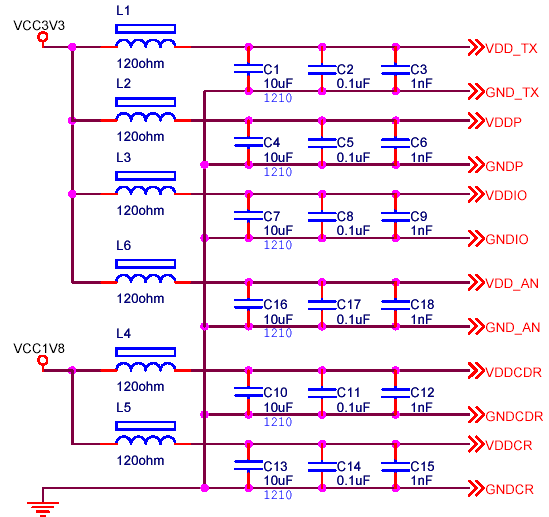 L1
VCC3V3
VDD_TX
120ohm
C1 C2 C3
10uF 0.1uF 1nF
1210
L2
GND_TX
VDDP
120ohm
C4 C5 C6
10uF 0.1uF 1nF
1210
L3
GNDP
VDDIO
120ohm
C7 C8 C9
10uF 0.1uF 1nF
1210
L6
GNDIO
VDD_AN
120ohm
C16 C17 C18
10uF 0.1uF 1nF
1210
L4
GND_AN
VCC1V8
VDDCDR
120ohm
C10 C11 C12
10uF 0.1uF 1nF
1210
L5
GNDCDR
VDDCR
120ohm
C13 C14 C15
10uF 0.1uF 1nF
1210
GNDCR